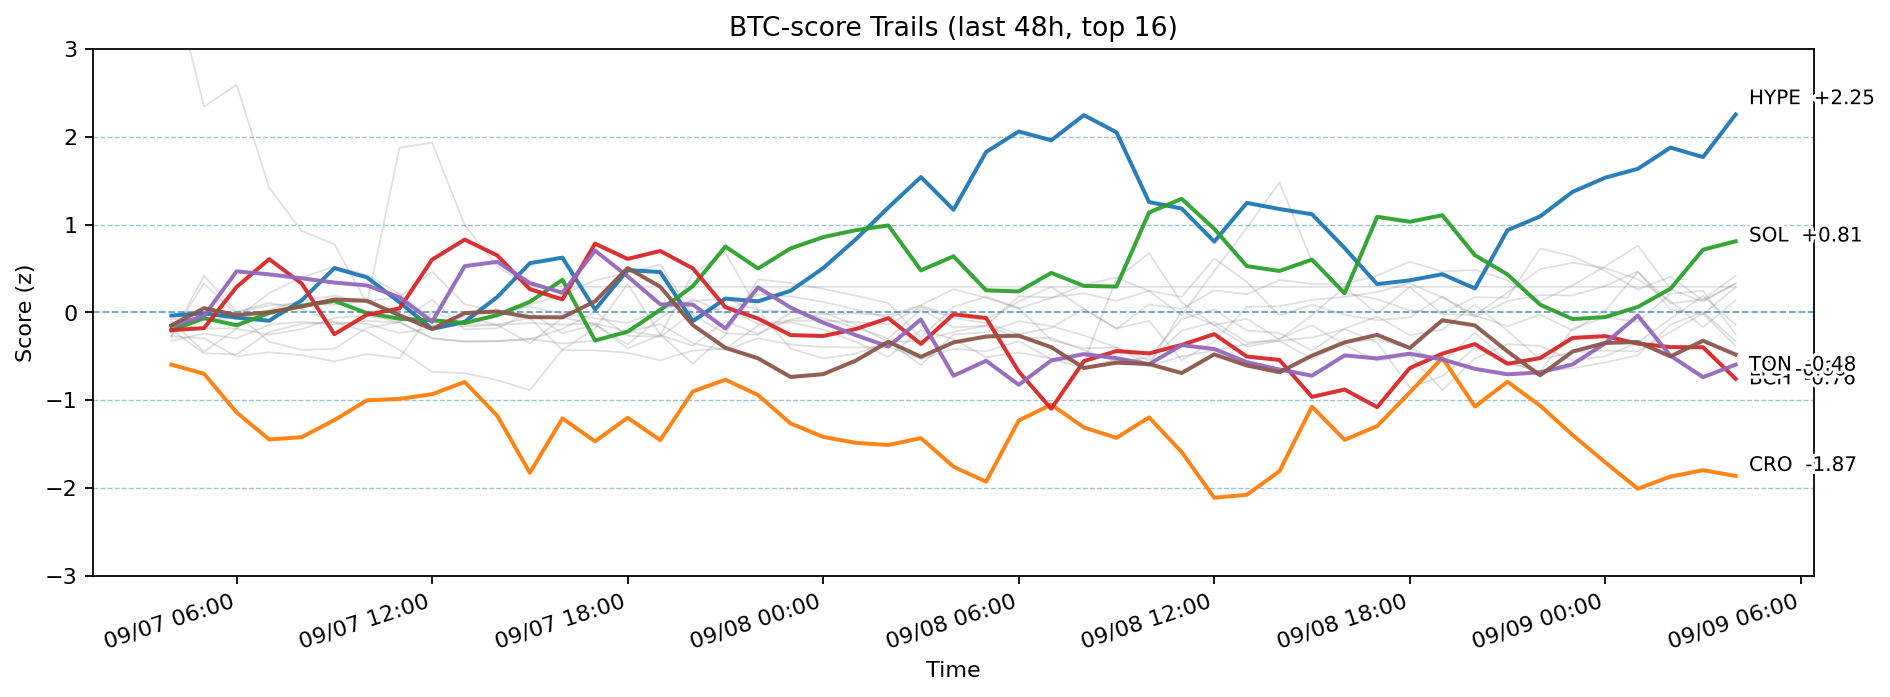 BTC-score Trails (last 48h, top 16)
Score (z)
3
2
1
0
−1
−2
−3
HYPE +2.25
SOL +0.81
TON -0.48
BCH -0.76
CRO -1.87
09/07 06:00
09/07 12:00
09/07 18:00
09/08 00:00
09/08 06:00
09/08 12:00
09/08 18:00
09/09 00:00
09/09 06:00
Time